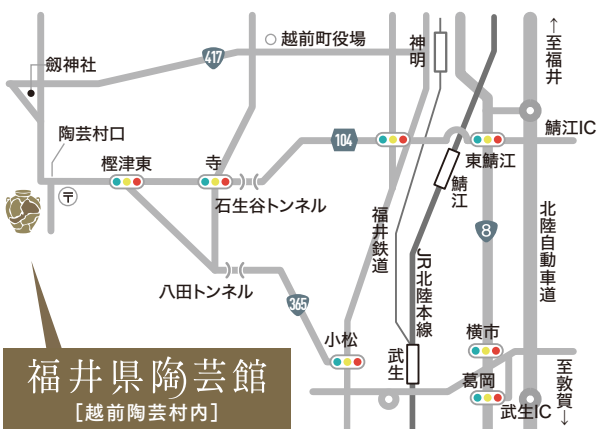 越前町役場
神明
←至福井
417
劔神社
鯖江IC
104
陶芸村口
樫津東
寺
東鯖江
鯖江
〒
石生谷トンネル
福井鉄道
北陸自動車道
8
JR北陸本線
八田トンネル
365
小松
横市
武生
葛岡
至敦賀→
武生IC
福井県陶芸館
［越前陶芸村内］